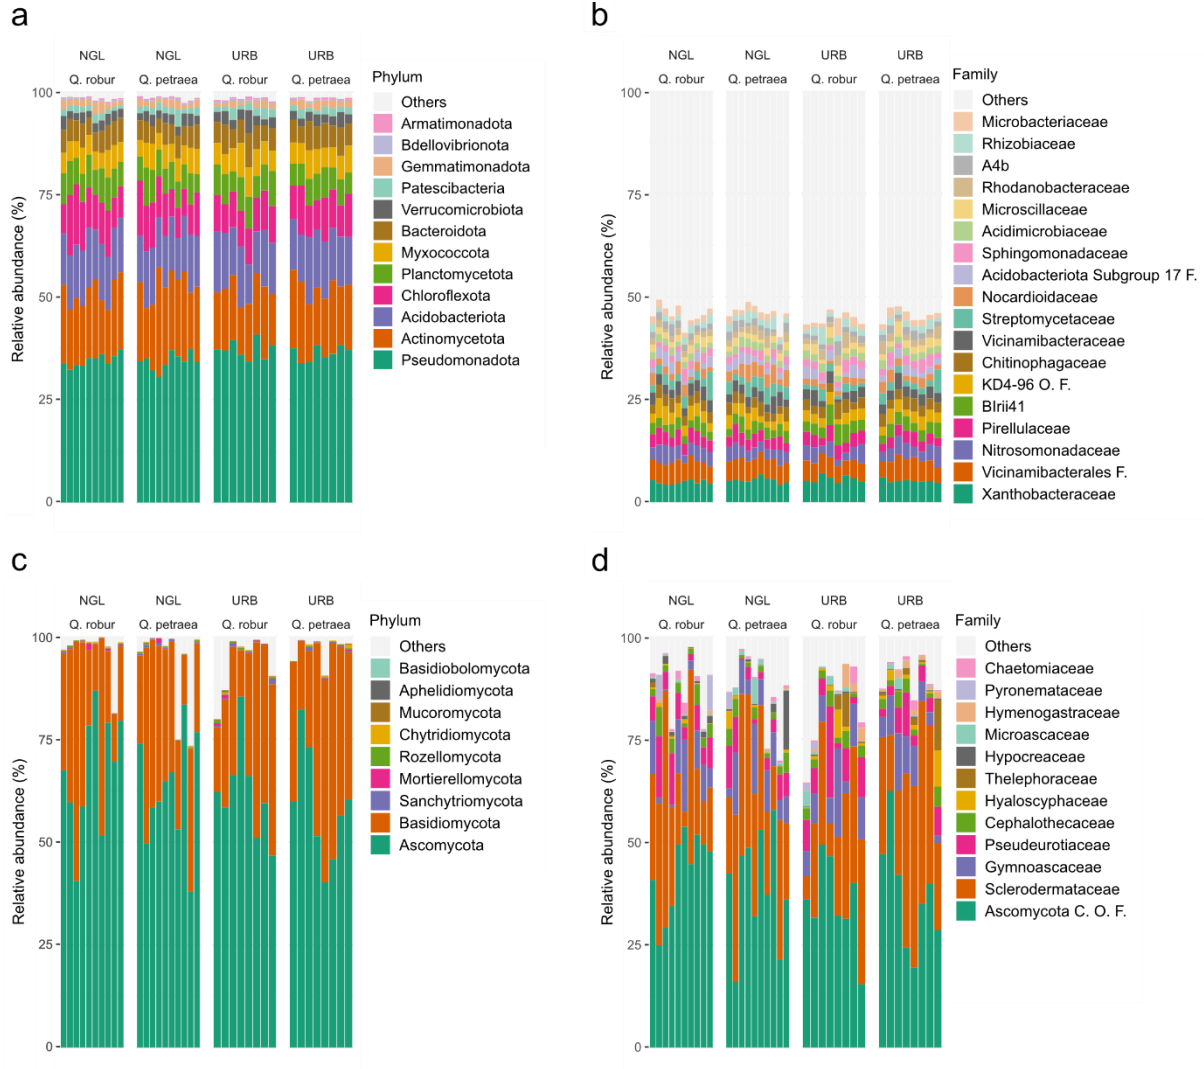 a
NGL NGL URB URB
Q. robur Q. petraea Q. robur Q. petraea
Relative abundance (%)
100
75
50
25
0
Phylum
Others
Armatimonadota
Bdellovibrionota
Gemmatimonadota
Patescibacteria
Verrucomicrobiota
Bacteroidota
Myxococcota
Planctomycetota
Chloroflexota
Acidobacteriota
Actinomycetota
Pseudomonadota
b
NGL NGL URB URB
Q. robur Q. petraea Q. robur Q. petraea
Relative abundance (%)
100
75
50
25
0
Family
Others
Microbacteriaceae
Rhizobiaceae
A4b
Rhodanobacteraceae
Microscillaceae
Acidimicrobiaceae
Sphingomonadaceae
Acidobacteriota Subgroup 17 F.
Nocardioidaceae
Streptomycetaceae
Vicinamibacteraceae
Chitinophagaceae
KD4-96 O. F.
BIrii41
Pirellulaceae
Nitrosomonadaceae
Vicinamibacterales F.
Xanthobacteraceae
c
NGL NGL URB URB
Q. robur Q. petraea Q. robur Q. petraea
Relative abundance (%)
100
75
50
25
0
Phylum
Others
Basidiobolomycota
Aphelidiomycota
Mucoromycota
Chytridiomycota
Rozellomycota
Mortierellomycota
Sanchytriomycota
Basidiomycota
Ascomycota
d
NGL NGL URB URB
Q. robur Q. petraea Q. robur Q. petraea
Relative abundance (%)
100
75
50
25
0
Family
Others
Chaetomiaceae
Pyronemataceae
Hymenogastraceae
Microascaceae
Hypocreaceae
Thelephoraceae
Hyaloscyphaceae
Cephalothecaceae
Pseudeurotiaceae
Gymnoascaceae
Sclerodermataceae
Ascomycota C. O. F.